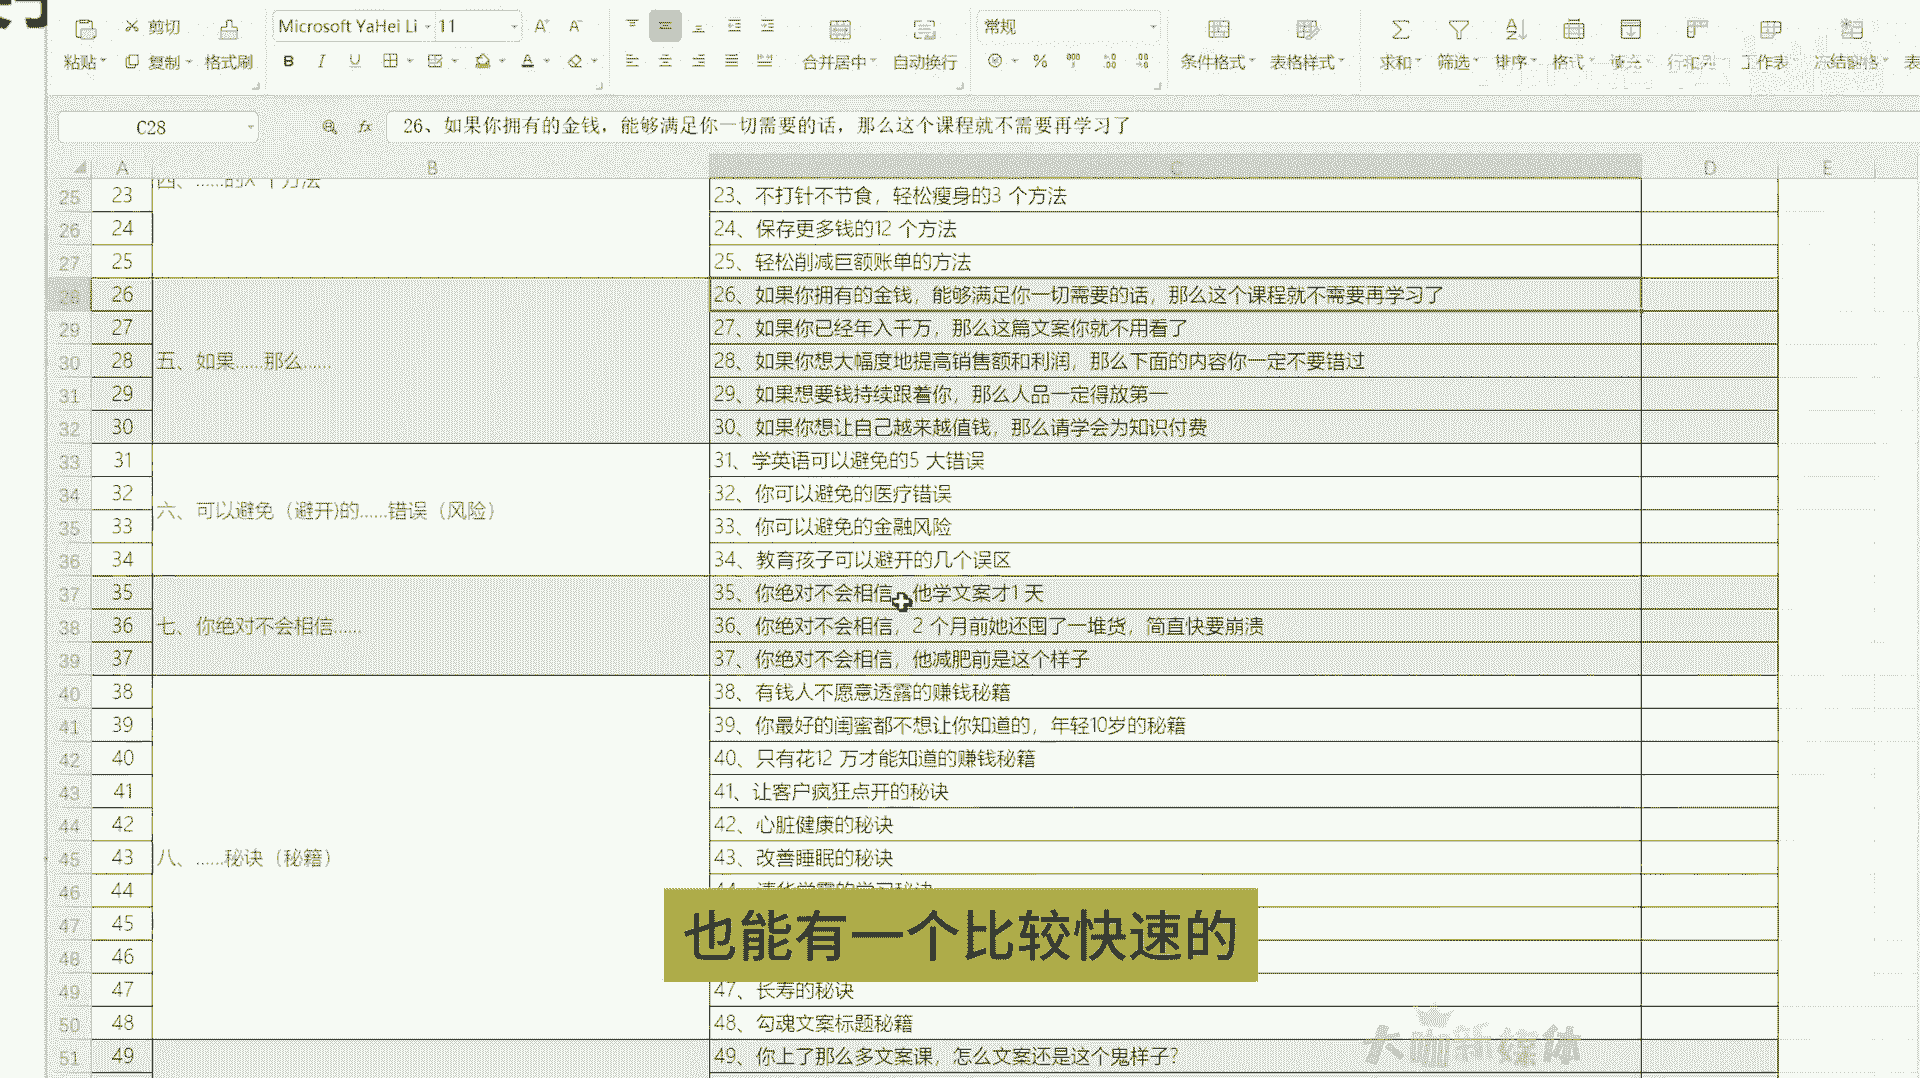 剪切
Microsoft YaHei Li
11
常规
粘贴
复制
格式刷
B I U
合并居中
自动换行
条件格式
表格样式
求和
筛选
排序
格式
填充
行和列
工作表
冻结窗格
C28
fx
26、如果你拥有的金钱，能够满足你一切需要的话，那么这个课程就不需要再学习了
A B C D E
四、……的X 个方法
25 23 23、不打针不节食，轻松瘦身的3 个方法
26 24 24、保存更多钱的12 个方法
27 25 25、轻松削减巨额账单的方法
28 26 26、如果你拥有的金钱，能够满足你一切需要的话，那么这个课程就不需要再学习了
29 27 27、如果你已经年入千万，那么这篇文案你就不用看了
30 28 五、如果……那么…… 28、如果你想大幅度地提高销售额和利润，那么下面的内容你一定不要错过
31 29 29、如果想要钱持续跟着你，那么人品一定得放第一
32 30 30、如果你想让自己越来越值钱，那么请学会为知识付费
33 31 31、学英语可以避免的5 大错误
34 32 32、你可以避免的医疗错误
六、可以避免（避开)的……错误（风险）
35 33 33、你可以避免的金融风险
36 34 34、教育孩子可以避开的几个误区
37 35 35、你绝对不会相信，他学文案才1 天
38 36 七、你绝对不会相信…… 36、你绝对不会相信，2 个月前她还囤了一堆货，简直快要崩溃
39 37 37、你绝对不会相信，他减肥前是这个样子
40 38 38、有钱人不愿意透露的赚钱秘籍
41 39 39、你最好的闺蜜都不想让你知道的，年轻10岁的秘籍
42 40 40、只有花12 万才能知道的赚钱秘籍
43 41 41、让客户疯狂点开的秘诀
44 42 42、心脏健康的秘诀
45 43 八、……秘诀（秘籍） 43、改善睡眠的秘诀
46 44 44、清华学霸的学习秘诀
47 45
48 46
49 47 47、长寿的秘诀
50 48 48、勾魂文案标题秘籍
51 49 49、你上了那么多文案课，怎么文案还是这个鬼样子？
也能有一个比较快速的
大咖新媒体